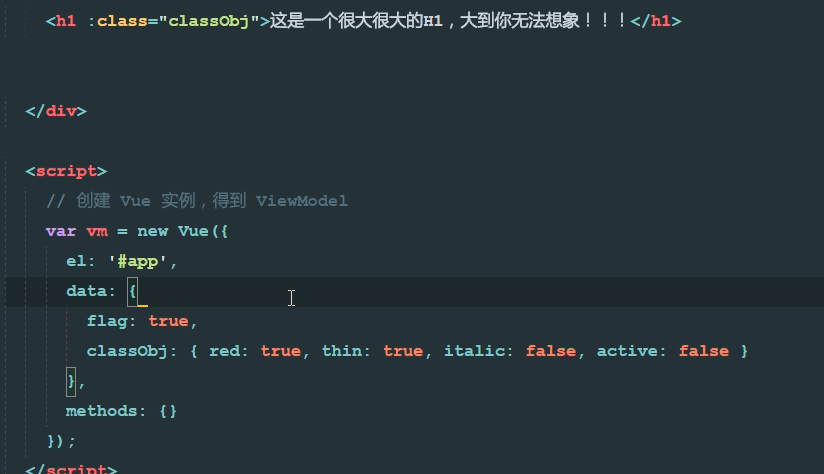 <h1 :class="classObj">这是一个很大很大的H1，大到你无法想象！！！</h1>
</div>
<script>
// 创建 Vue 实例，得到 ViewModel
var vm = new Vue({
el: '#app',
data: {
flag: true,
classObj: { red: true, thin: true, italic: false, active: false }
},
methods: {}
});
</script>